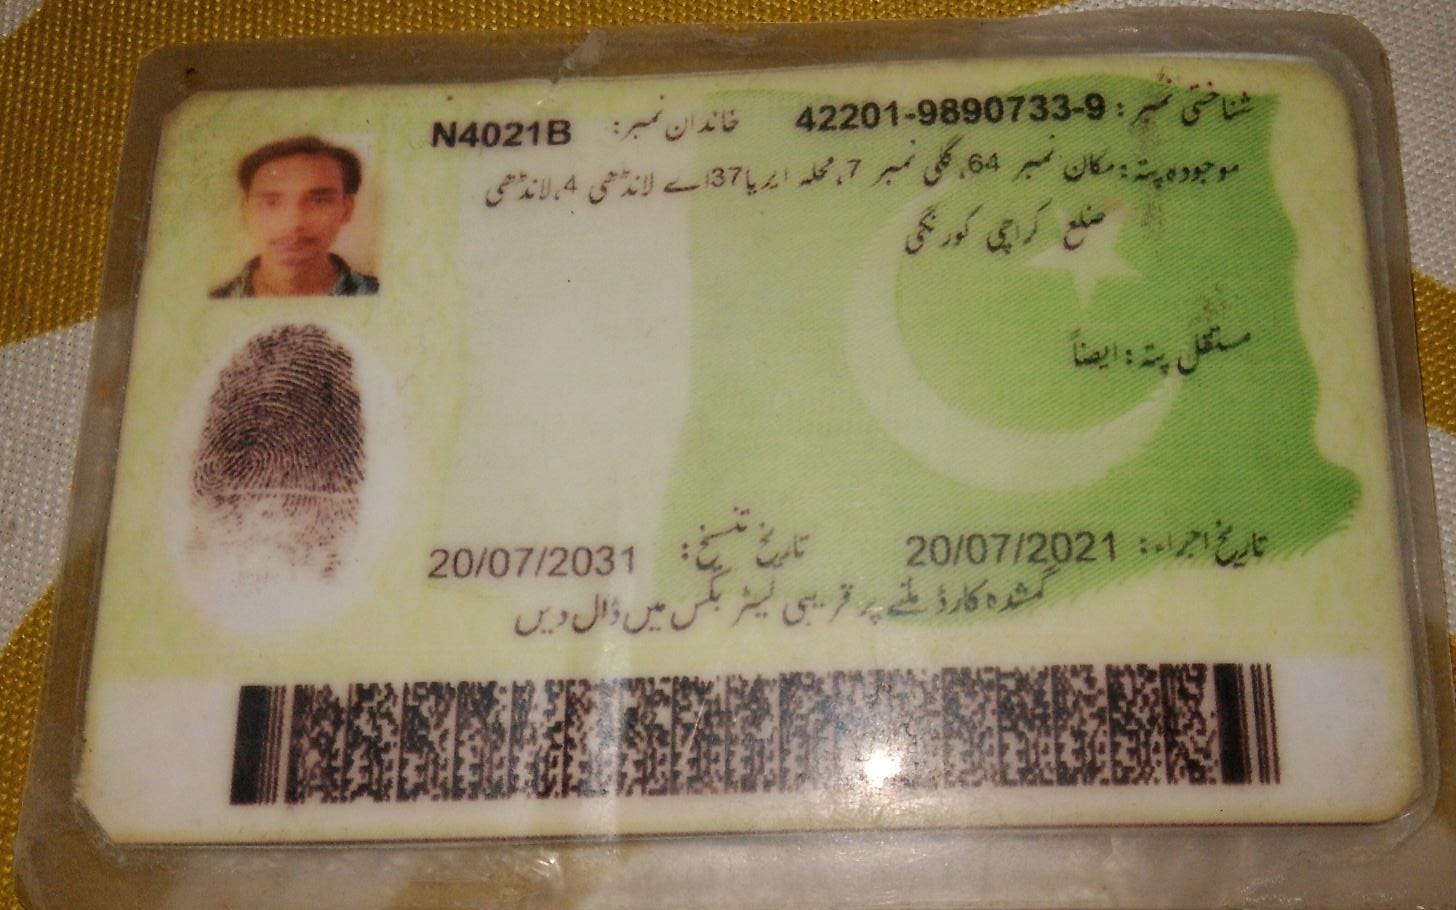 شناختی نمبر: 42201-9890733-9 خاندان نمبر: N4021B
موجودہ پتہ: مکان نمبر 64، گلی نمبر 7، محلہ ایریا37اے لانڈھی 4، لانڈھی
ضلع کراچی کورنگی
مستقل پتہ: ایضاً
تاریخ اجراء: 20/07/2021 تاریخ تنسیخ: 20/07/2031
گمشدہ کارڈ ملنے پر قریبی لیٹر بکس میں ڈال دیں